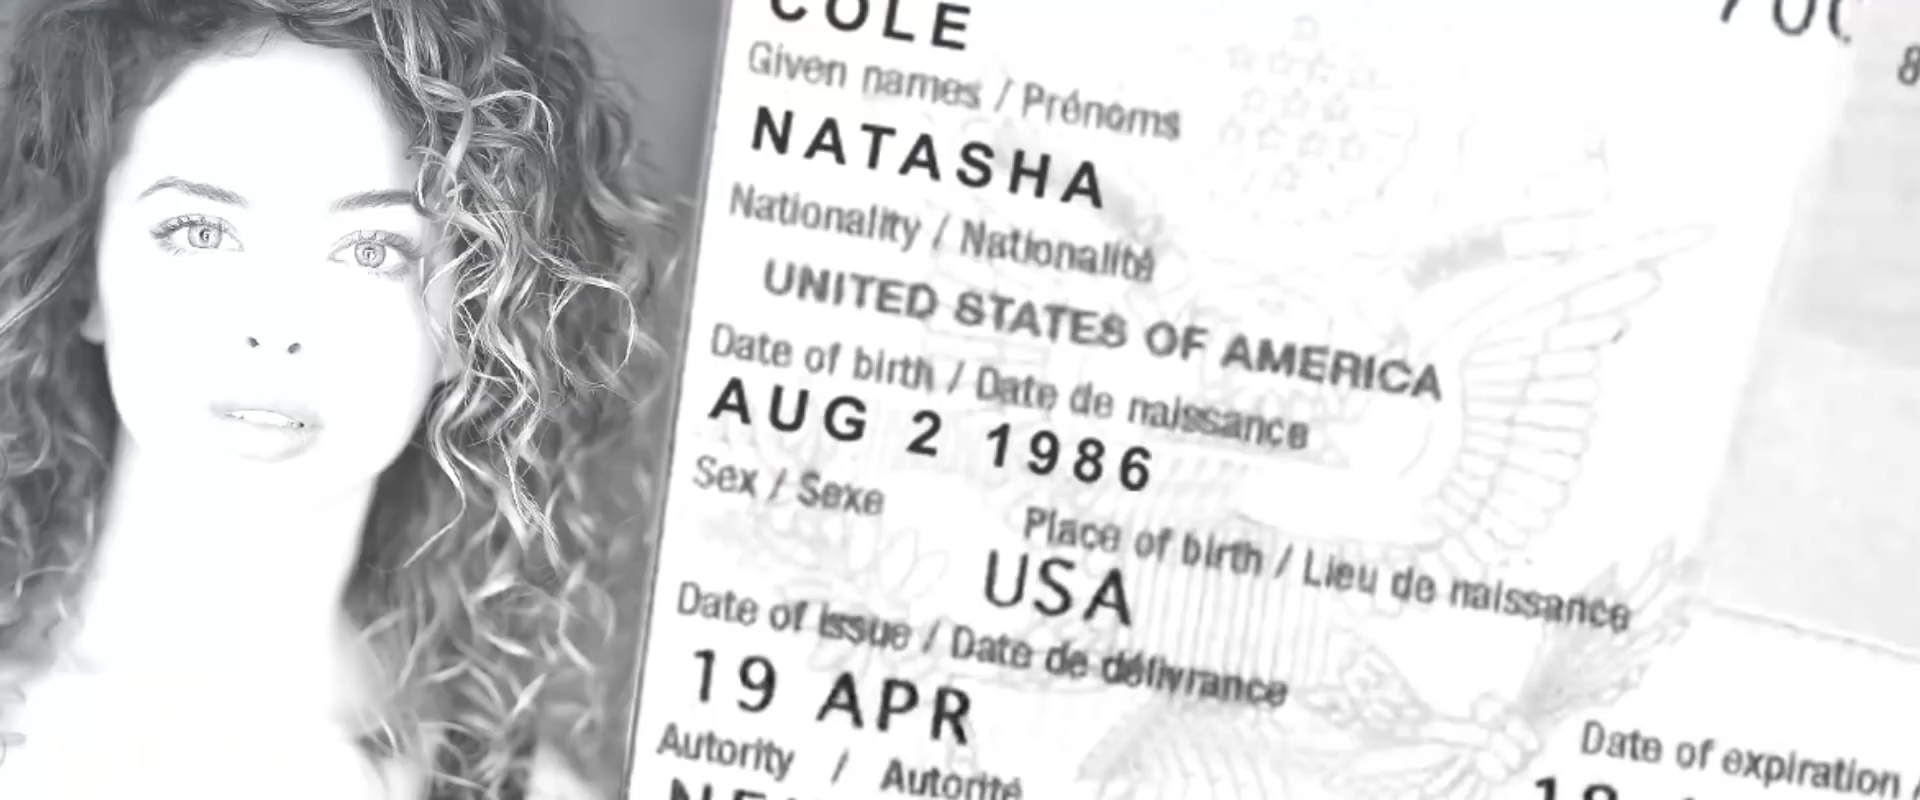 COLE
Given names / Prénoms
NATASHA
Nationality / Nationalité
UNITED STATES OF AMERICA
Date of birth / Date de naissance
AUG 2 1986
Sex / Sexe
Place of birth / Lieu de naissance
USA
Date of issue / Date de délivrance
19 APR
Date of expiration /
Autority / Autorité